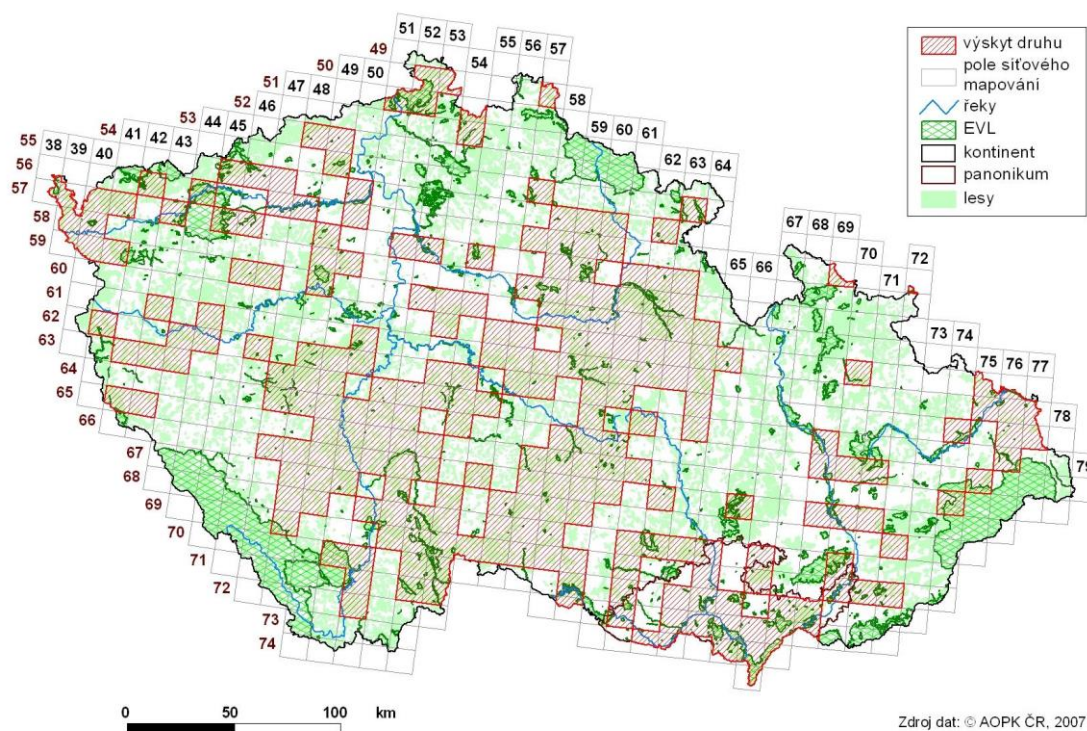 51 52 53
55 56 57
49
54
50
49 50
58
51
47 48
52
46
59 60 61
53
44 45
54
41 42 43
62 63 64
55
38 39 40
56
57
67 68 69
58
70
72
59
65 66
71
60
61
62
73 74
63
75 76 77
64
78
65
66
79
67
68
69
70
71
72
73
74
výskyt druhu
pole síťového
mapování
řeky
EVL
kontinent
panonikum
lesy
0 50 100 km
Zdroj dat: © AOPK ČR, 2007